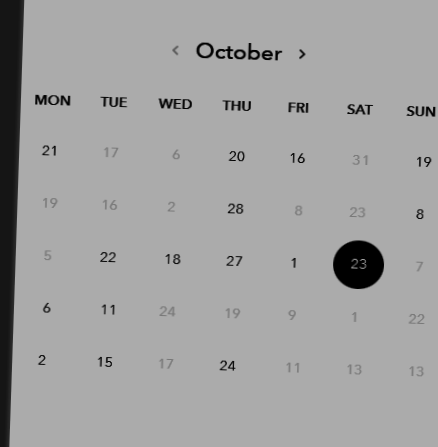 ‹ October ›
MON TUE WED THU FRI SAT SUN
21 17 6 20 16 31 19
19 16 2 28 8 23 8
5 22 18 27 1 23 7
6 11 24 19 9 1 22
2 15 17 24 11 13 13